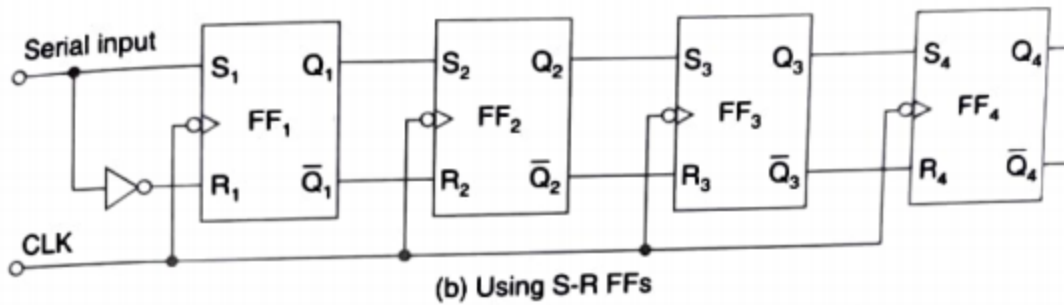 Serial input
S₁ Q₁ S₂ Q₂ S₃ Q₃ S₄ Q₄
FF₁ FF₂ FF₃ FF₄
R₁ Q̅₁ R₂ Q̅₂ R₃ Q̅₃ R₄ Q̅₄
CLK
(b) Using S-R FFs